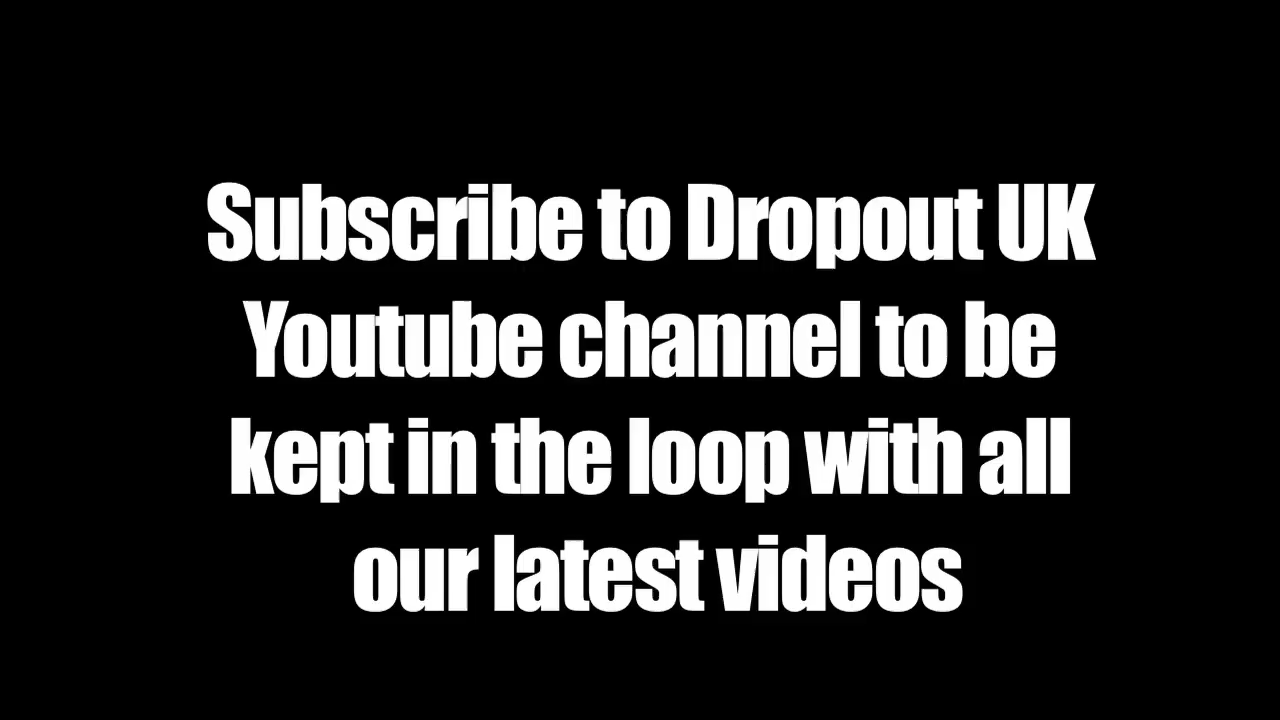 Subscribe to Dropout UK
Youtube channel to be
kept in the loop with all
our latest videos